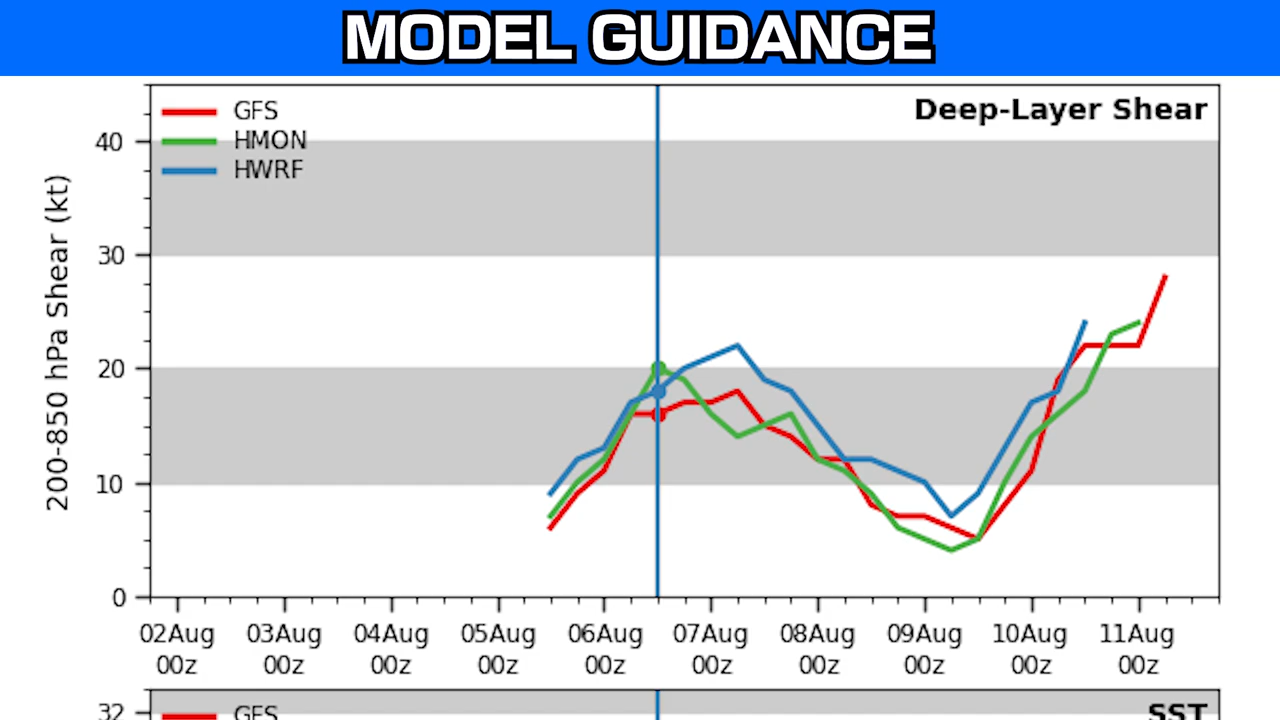 MODEL GUIDANCE
GFS
HMON
HWRF
Deep-Layer Shear
200-850 hPa Shear (kt)
40
30
20
10
0
02Aug 03Aug 04Aug 05Aug 06Aug 07Aug 08Aug 09Aug 10Aug 11Aug
00z 00z 00z 00z 00z 00z 00z 00z 00z 00z
32
GFS
SST